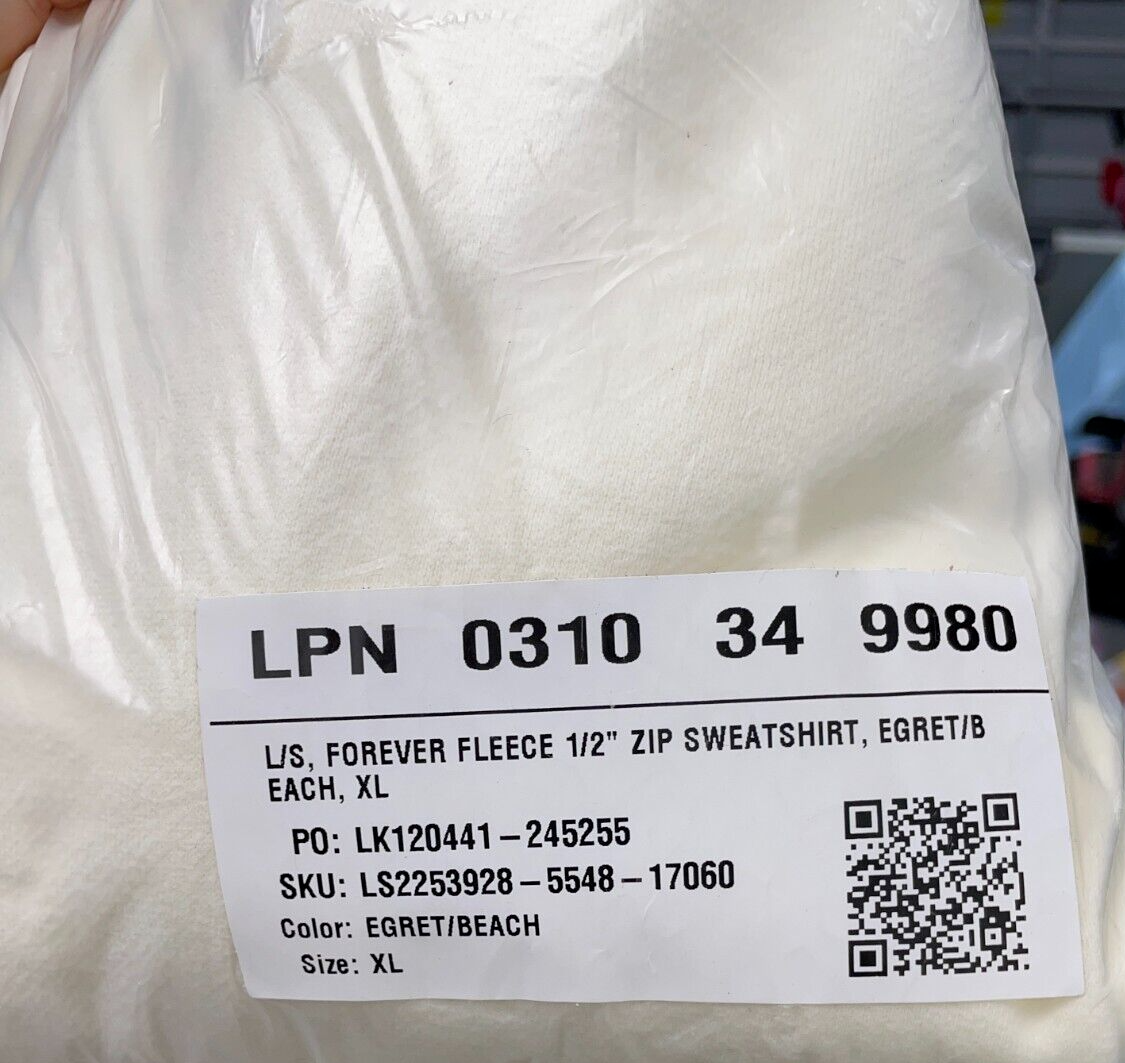 LPN 0310 34 9980
L/S, FOREVER FLEECE 1/2" ZIP SWEATSHIRT, EGRET/B
EACH, XL
PO: LK120441-245255
SKU: LS2253928-5548-17060
Color: EGRET/BEACH
Size: XL